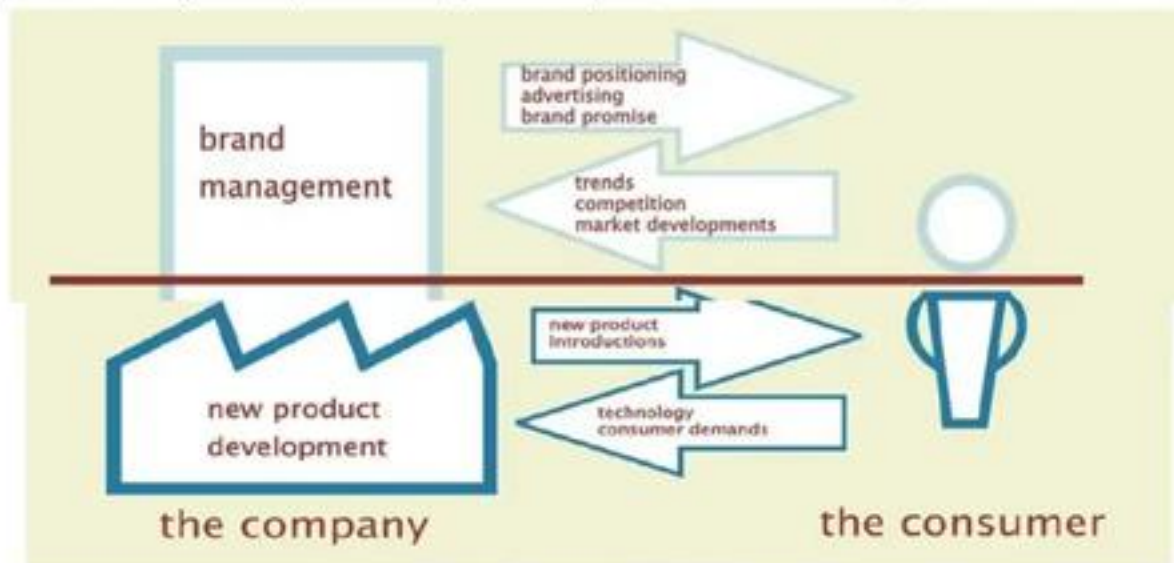 brand
management
brand positioning
advertising
brand promise
trends
competition
market developments
new product
introductions
technology
consumer demands
new product
development
the company
the consumer